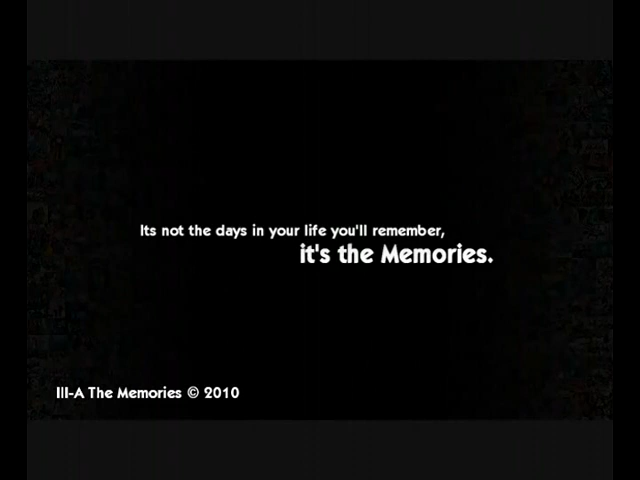 Its not the days in your life you'll remember,
it's the Memories.
III-A The Memories © 2010